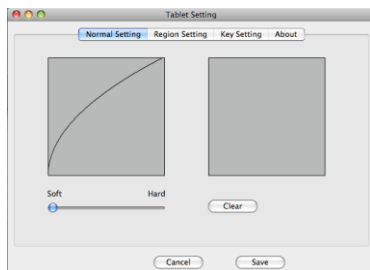 Tablet Setting
Normal Setting Region Setting Key Setting About
Soft Hard
Clear
Cancel Save